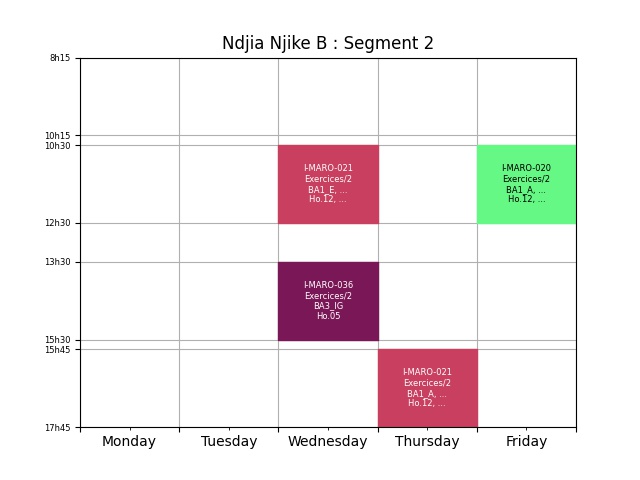 Ndjia Njike B : Segment 2
8h15
10h15
10h30
I-MARO-021
Exercices/2
BA1_E, ...
Ho.12, ...
I-MARO-020
Exercices/2
BA1_A, ...
Ho.12, ...
12h30
13h30
I-MARO-036
Exercices/2
BA3_IG
Ho.05
15h30
15h45
I-MARO-021
Exercices/2
BA1_A, ...
Ho.12, ...
17h45
Monday Tuesday Wednesday Thursday Friday